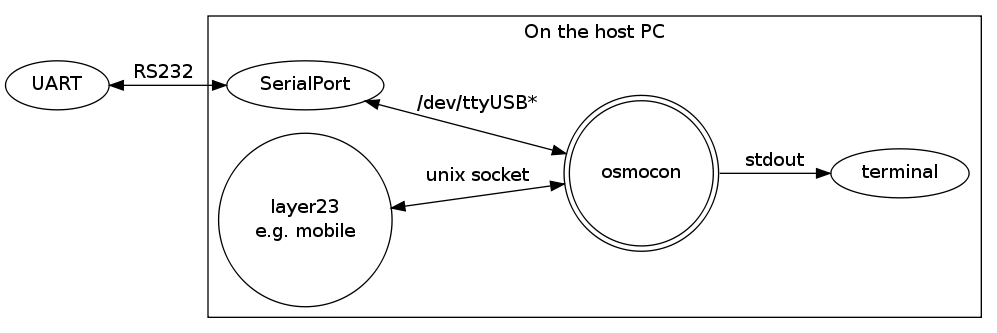 On the host PC
UART
RS232
SerialPort
/dev/ttyUSB*
unix socket
layer23
e.g. mobile
osmocon
stdout
terminal